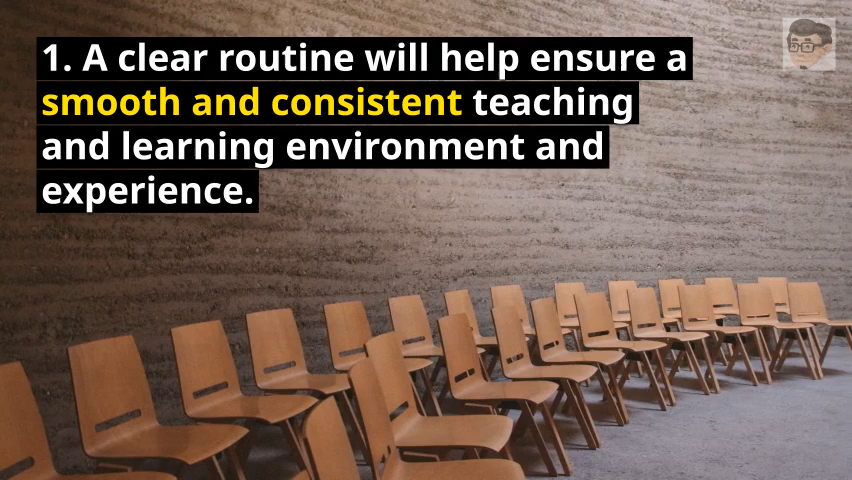 1. A clear routine will help ensure a
smooth and consistent teaching
and learning environment and
experience.